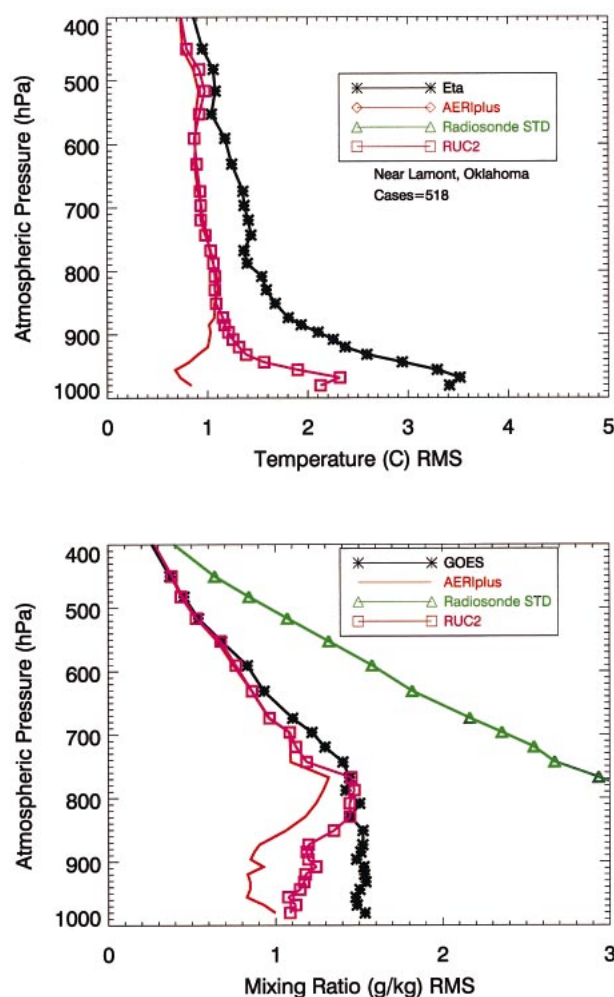 400
500
600
700
800
900
1000
Atmospheric Pressure (hPa)
Eta
AERIplus
Radiosonde STD
RUC2
Near Lamont, Oklahoma
Cases=518
0 1 2 3 4 5
Temperature (C) RMS
400
500
600
700
800
900
1000
Atmospheric Pressure (hPa)
GOES
AERIplus
Radiosonde STD
RUC2
0 1 2 3
Mixing Ratio (g/kg) RMS